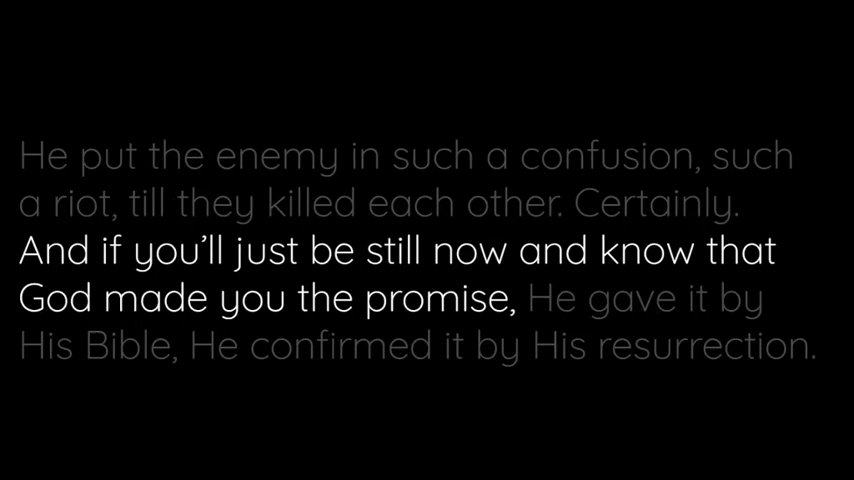 He put the enemy in such a confusion, such
a riot, till they killed each other. Certainly.
And if you’ll just be still now and know that
God made you the promise, He gave it by
His Bible, He confirmed it by His resurrection.